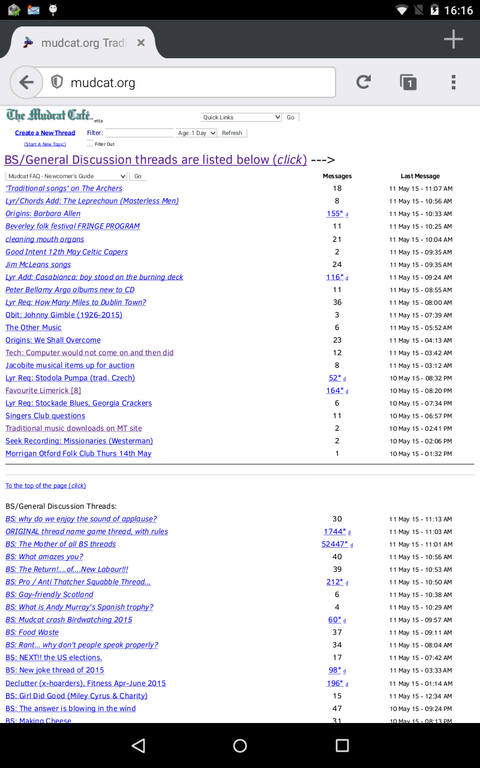 16:16
mudcat.org Tradi
mudcat.org
1
The Mudcat Café
Quick Links Go
Create a New Thread Filter: Age: 1 Day Refresh
(Start A New Topic) Filter Out
BS/General Discussion threads are listed below (click) --->
Mudcat FAQ - Newcomer's Guide Go Messages Last Message
'Traditional songs' on The Archers 18 11 May 15 - 11:07 AM
Lyr/Chords Add: The Leprechaun (Masterless Men) 8 11 May 15 - 10:56 AM
Origins: Barbara Allen 155* d 11 May 15 - 10:33 AM
Beverley folk festival FRINGE PROGRAM 11 11 May 15 - 10:25 AM
cleaning mouth organs 21 11 May 15 - 10:04 AM
Good Intent 12th May Celtic Capers 2 11 May 15 - 09:35 AM
Jim McLeans songs 24 11 May 15 - 09:35 AM
Lyr Add: Casabianca: boy stood on the burning deck 116* d 11 May 15 - 09:24 AM
Peter Bellamy Argo albums new to CD 11 11 May 15 - 08:55 AM
Lyr Req: How Many Miles to Dublin Town? 36 11 May 15 - 08:00 AM
Obit: Johnny Gimble (1926-2015) 3 11 May 15 - 07:39 AM
The Other Music 6 11 May 15 - 05:52 AM
Origins: We Shall Overcome 23 11 May 15 - 04:13 AM
Tech: Computer would not come on and then did 12 11 May 15 - 03:42 AM
Jacobite musical items up for auction 8 11 May 15 - 03:12 AM
Lyr Req: Stodola Pumpa (trad. Czech) 52* d 10 May 15 - 08:32 PM
Favourite Limerick [8] 164* d 10 May 15 - 08:20 PM
Lyr Req: Stockade Blues, Georgia Crackers 6 10 May 15 - 07:34 PM
Singers Club questions 11 10 May 15 - 06:57 PM
Traditional music downloads on MT site 2 10 May 15 - 02:41 PM
Seek Recording: Missionaries (Westerman) 2 10 May 15 - 02:06 PM
Morrigan Otford Folk Club Thurs 14th May 1 10 May 15 - 01:32 PM
To the top of the page (click)
BS/General Discussion Threads:
BS: why do we enjoy the sound of applause? 30 11 May 15 - 11:13 AM
ORIGINAL thread name game thread, with rules 1744* d 11 May 15 - 11:03 AM
BS: The Mother of all BS threads 52447* d 11 May 15 - 11:01 AM
BS: What amazes you? 40 11 May 15 - 10:56 AM
BS: The Return!...of...New Labour!!! 39 11 May 15 - 10:53 AM
BS: Pro / Anti Thatcher Squabble Thread... 212* d 11 May 15 - 10:50 AM
BS: Gay-friendly Scotland 6 11 May 15 - 10:38 AM
BS: What is Andy Murray's Spanish trophy? 4 11 May 15 - 10:29 AM
BS: Mudcat crash Birdwatching 2015 60* d 11 May 15 - 09:57 AM
BS: Food Waste 37 11 May 15 - 09:11 AM
BS: Rant... why don't people speak properly? 34 11 May 15 - 08:04 AM
BS: NEXT!! the US elections. 17 11 May 15 - 07:42 AM
BS: New joke thread of 2015 98* d 11 May 15 - 03:33 AM
Declutter (x-hoarders), Fitness Apr-June 2015 196* d 11 May 15 - 01:14 AM
BS: Girl Did Good (Miley Cyrus & Charity) 15 11 May 15 - 12:34 AM
BS: The answer is blowing in the wind 47 10 May 15 - 09:24 PM
BS: Making Cheese 31 10 May 15 - 08:13 PM